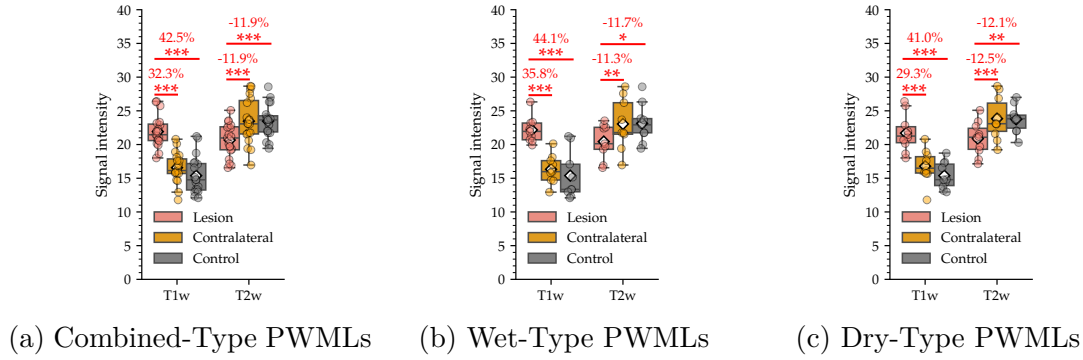 Signal intensity
40
35
30
25
20
15
10
5
0
-11.9%
***
42.5%
***
-11.9%
***
32.3%
***
Lesion
Contralateral
Control
T1w
T2w
(a) Combined-Type PWMLs
Signal intensity
40
35
30
25
20
15
10
5
0
-11.7%
*
44.1%
***
-11.3%
**
35.8%
***
Lesion
Contralateral
Control
T1w
T2w
(b) Wet-Type PWMLs
Signal intensity
40
35
30
25
20
15
10
5
0
-12.1%
**
41.0%
***
-12.5%
***
29.3%
***
Lesion
Contralateral
Control
T1w
T2w
(c) Dry-Type PWMLs